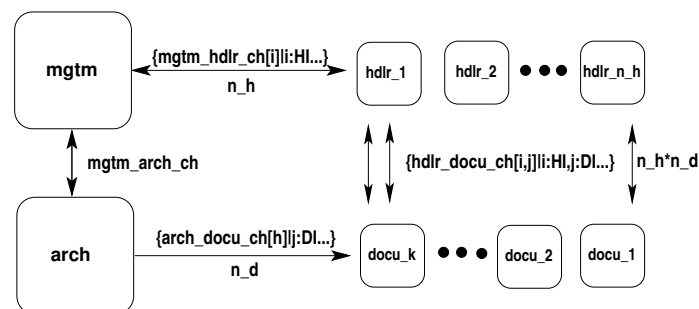 {mgtm_hdlr_ch[i]|i:HI...}
mgtm
hdlr_1
hdlr_2
hdlr_n_h
n_h
mgtm_arch_ch
{hdlr_docu_ch[i,j]|i:HI,j:DI...}
n_h*n_d
{arch_docu_ch[h]|j:DI...}
arch
docu_k
docu_2
docu_1
n_d